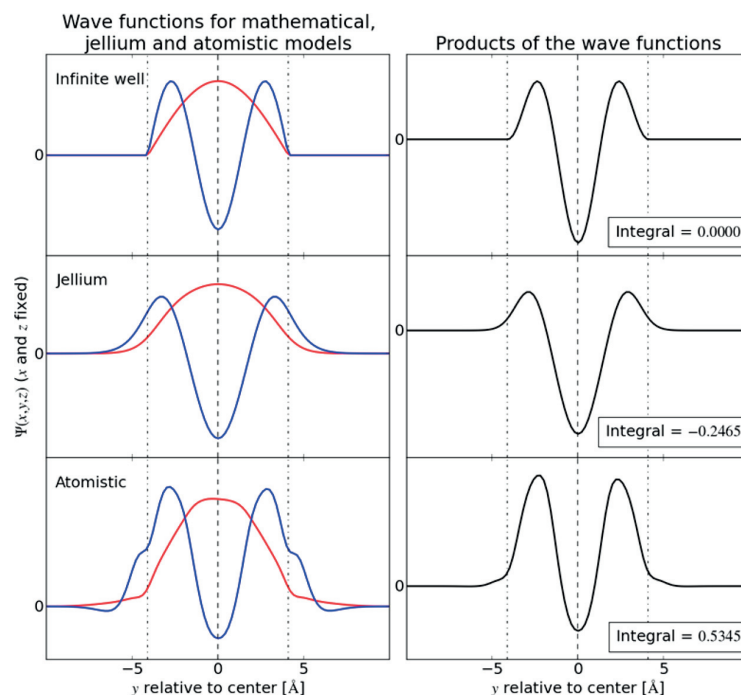 Wave functions for mathematical,
jellium and atomistic models
Products of the wave functions
Infinite well
0
0
Integral = 0.0000
Jellium
0
0
Integral = −0.2465
Ψ(x,y,z) (x and z fixed)
Atomistic
0
0
Integral = 0.5345
−5 0 5
−5 0 5
y relative to center [Å]
y relative to center [Å]